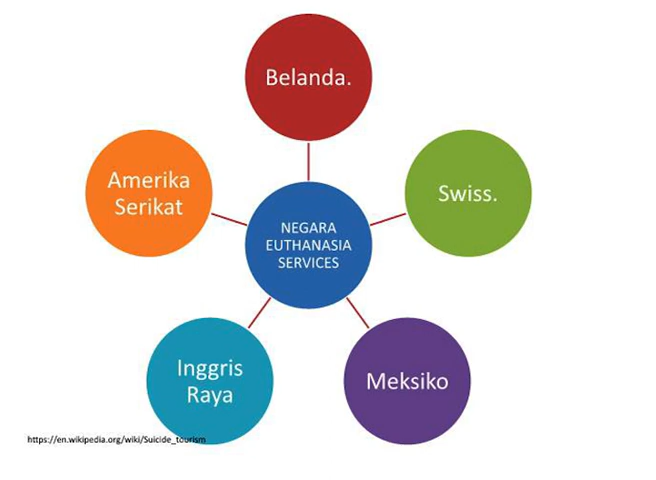 Belanda.
Amerika
Serikat
Swiss.
NEGARA
EUTHANASIA
SERVICES
Inggris
Raya
Meksiko
https://en.wikipedia.org/wiki/Suicide_tourism